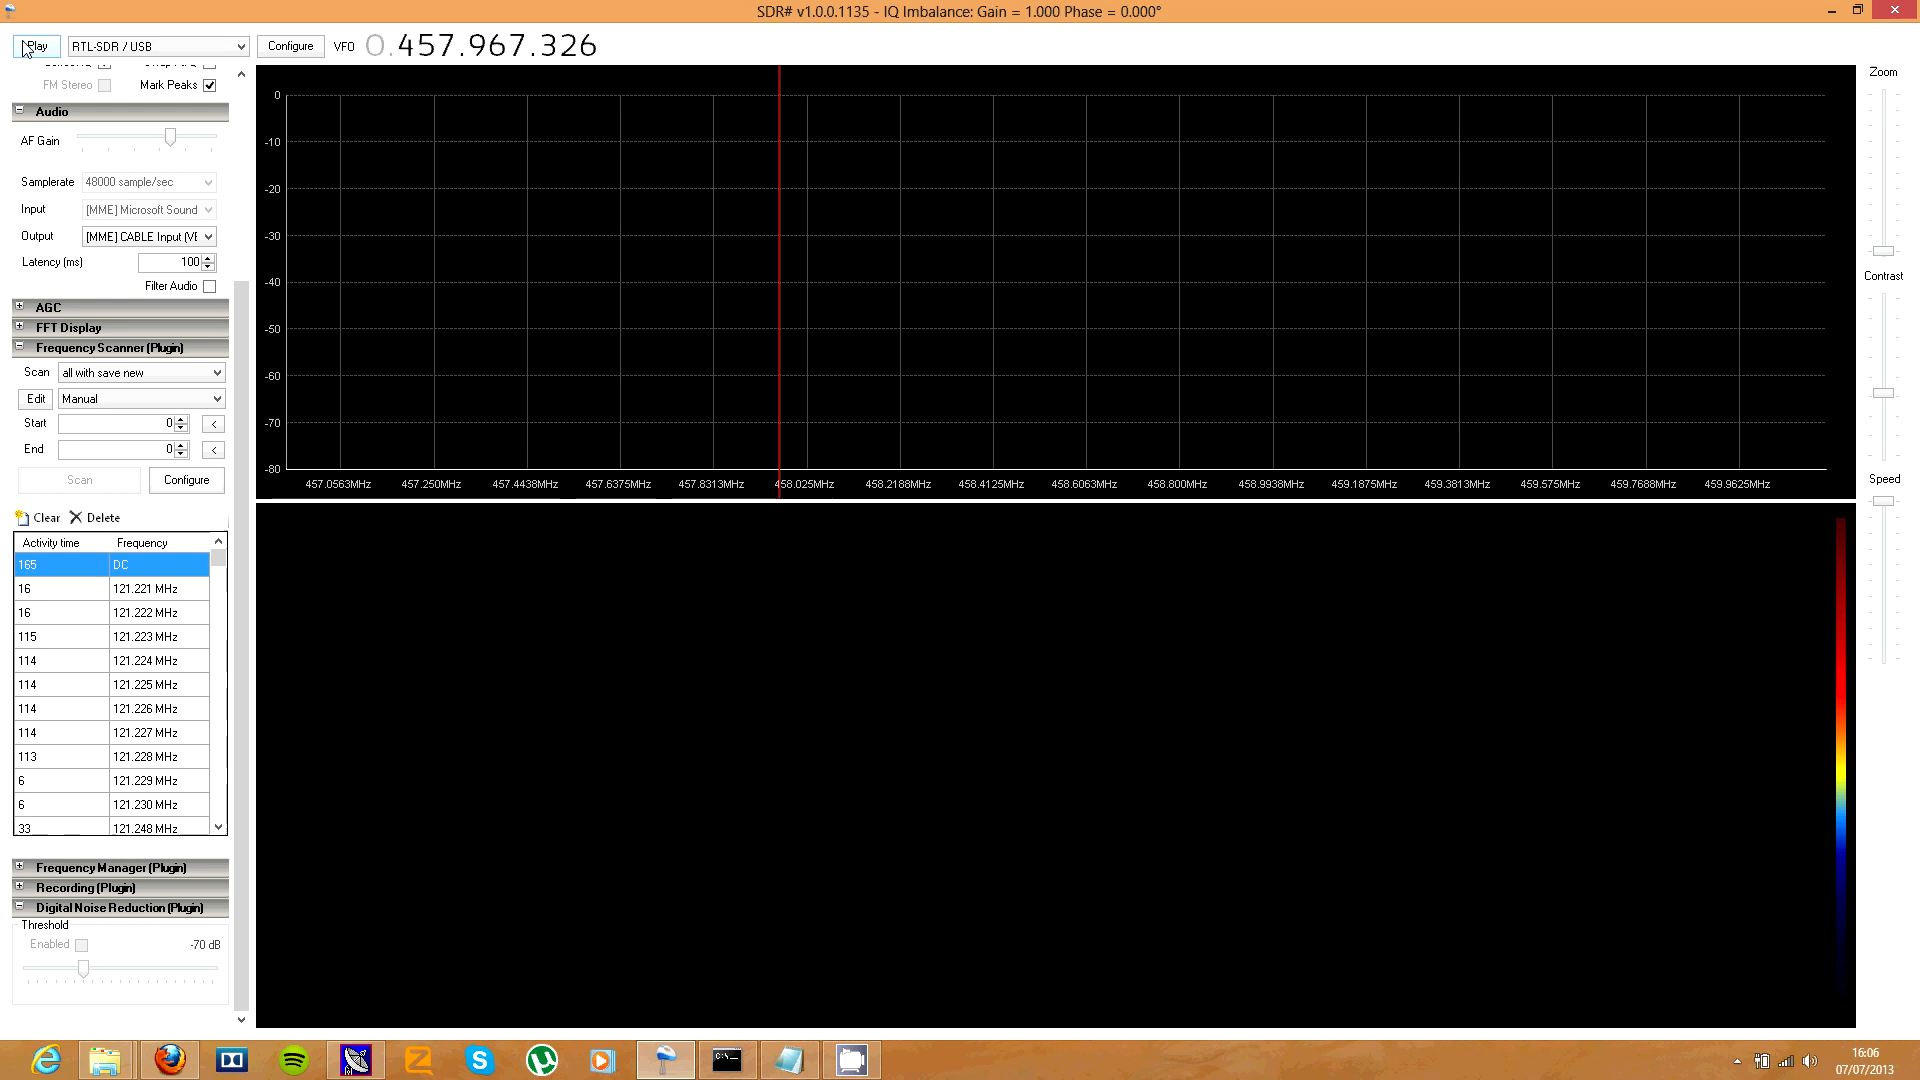 SDR# v1.0.0.1135 - IQ Imbalance: Gain = 1.000 Phase = 0.000°
Play RTL-SDR / USB Configure VFO 0.457.967.326
FM Stereo Mark Peaks
Audio
AF Gain
Samplerate 48000 sample/sec
Input [MME] Microsoft Sound
Output [MME] CABLE Input (VE
Latency (ms) 100
Filter Audio
AGC
FFT Display
Frequency Scanner (Plugin)
Scan all with save new
Edit Manual
Start 0 <
End 0 <
Scan Configure
Clear Delete
Activity time Frequency
165 DC
16 121.221 MHz
16 121.222 MHz
115 121.223 MHz
114 121.224 MHz
114 121.225 MHz
114 121.226 MHz
114 121.227 MHz
113 121.228 MHz
6 121.229 MHz
6 121.230 MHz
33 121.248 MHz
Frequency Manager (Plugin)
Recording (Plugin)
Digital Noise Reduction (Plugin)
Threshold
Enabled -70 dB
0
-10
-20
-30
-40
-50
-60
-70
-80
457.0563MHz 457.250MHz 457.4438MHz 457.6375MHz 457.8313MHz 458.025MHz 458.2188MHz 458.4125MHz 458.6063MHz 458.800MHz 458.9938MHz 459.1875MHz 459.3813MHz 459.575MHz 459.7688MHz 459.9625MHz
Zoom
Contrast
Speed
16:06
07/07/2013